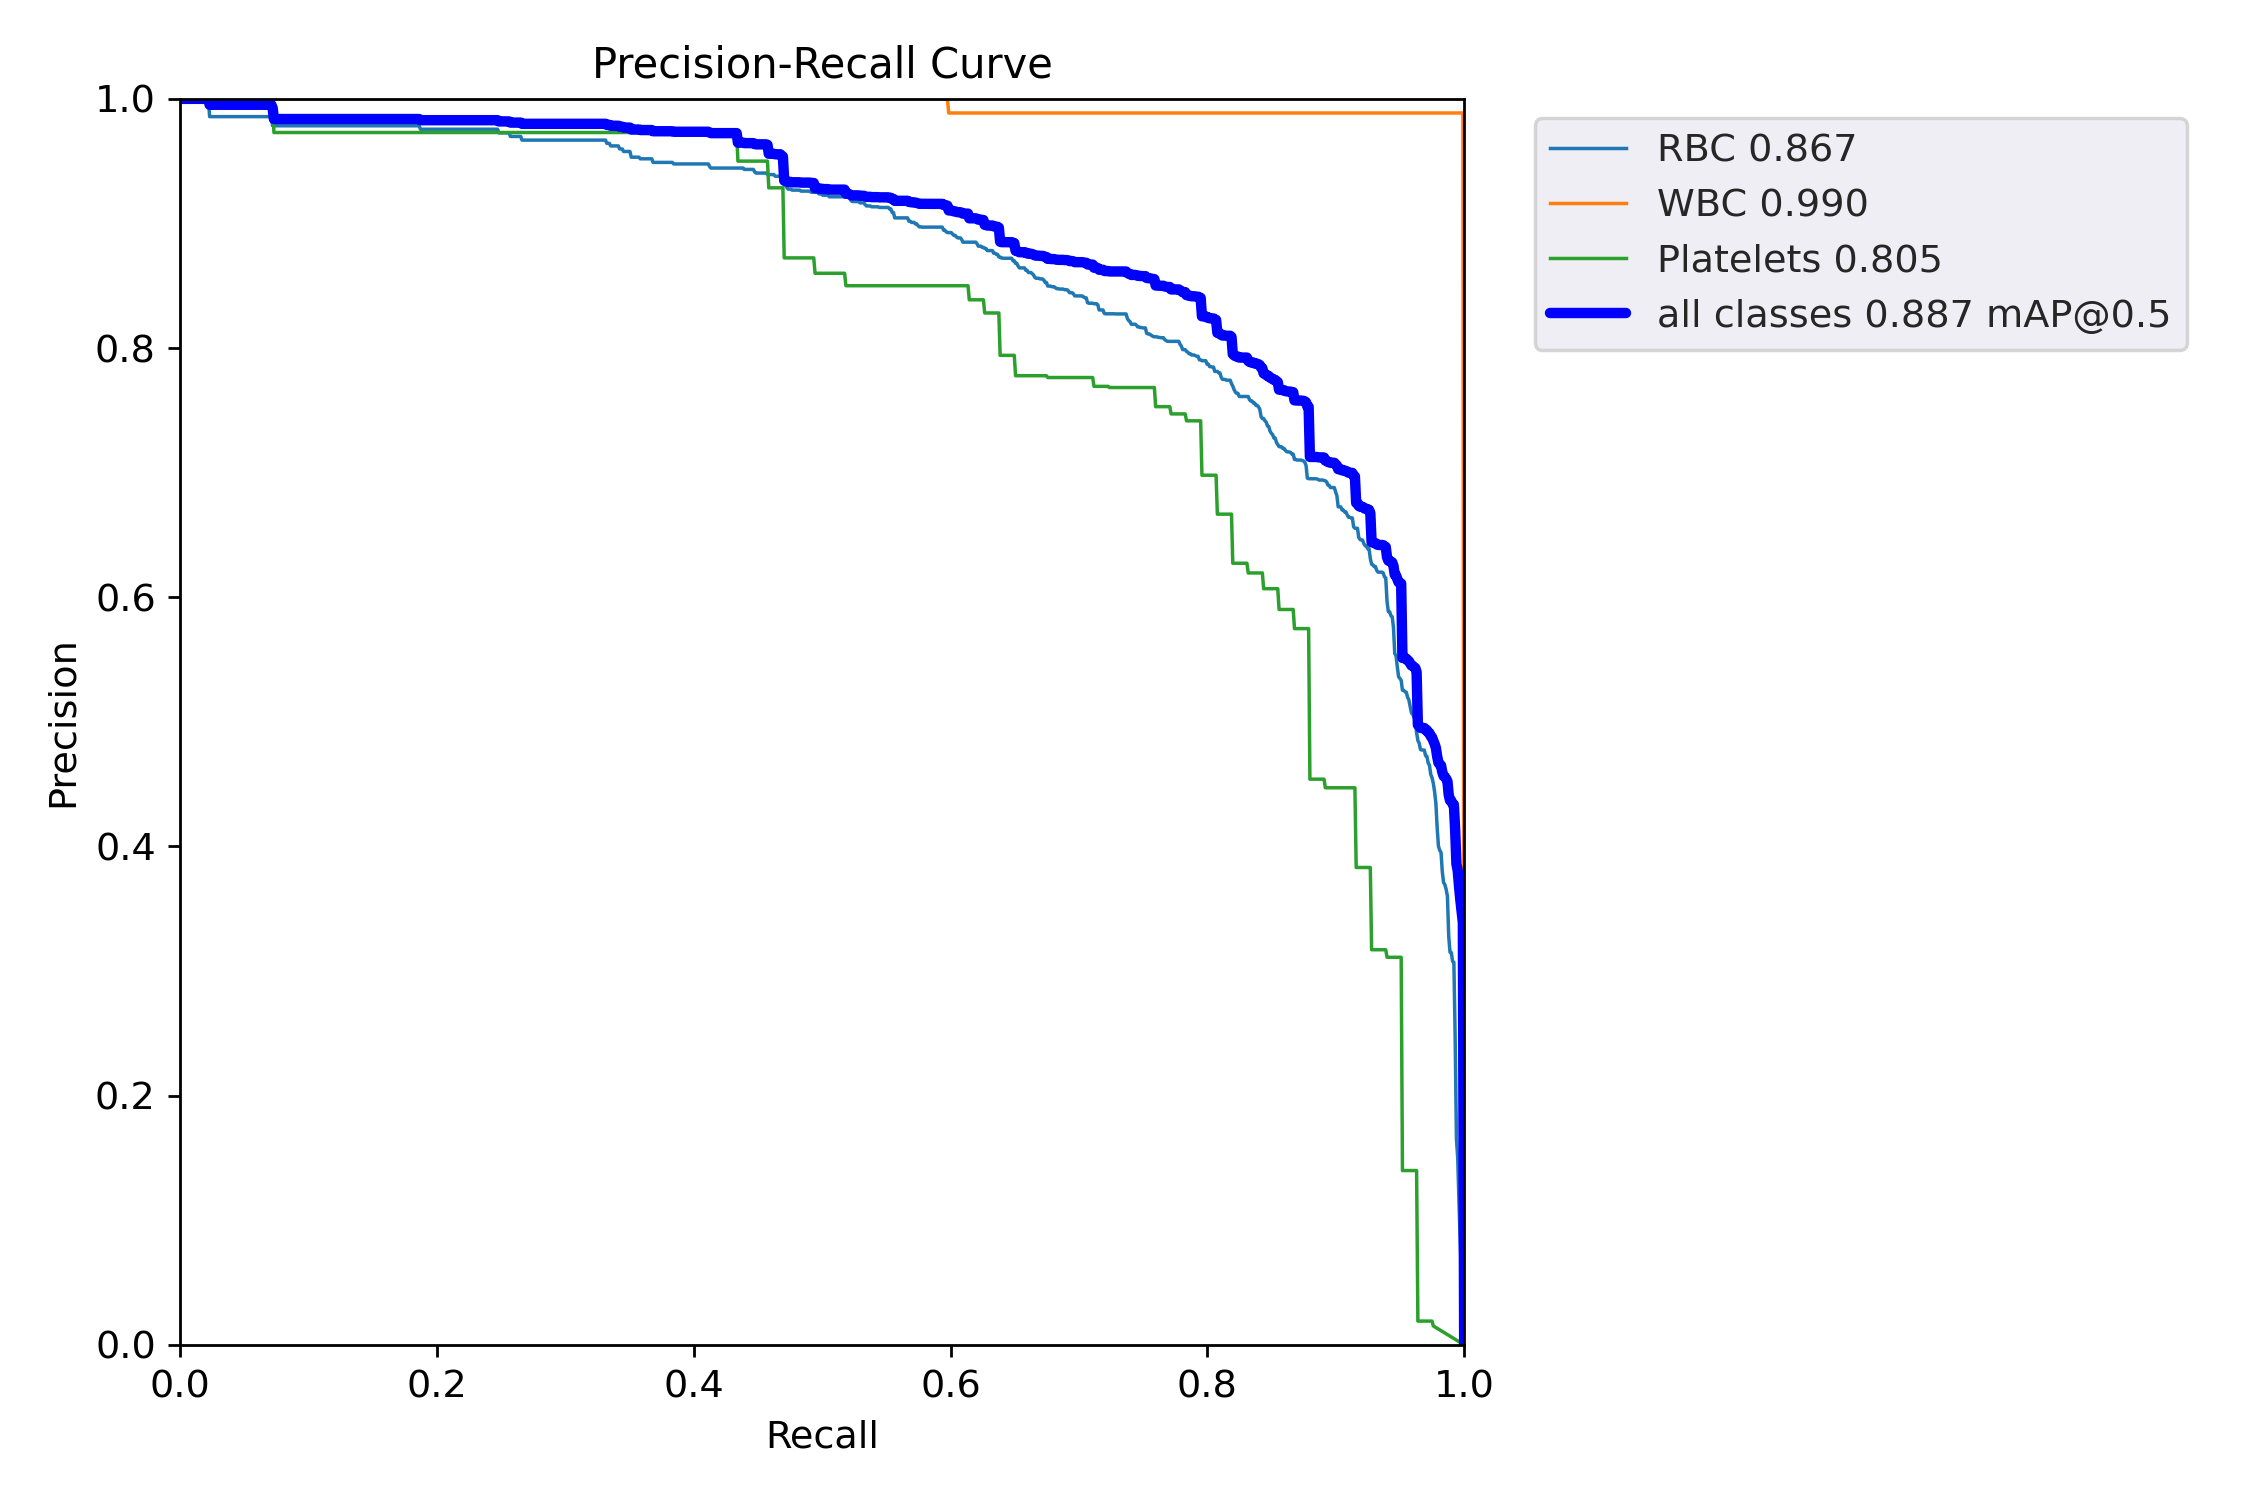 Precision-Recall Curve
1.0
0.8
0.6
0.4
0.2
0.0
Precision
0.0 0.2 0.4 0.6 0.8 1.0
Recall
RBC 0.867
WBC 0.990
Platelets 0.805
all classes 0.887 mAP@0.5